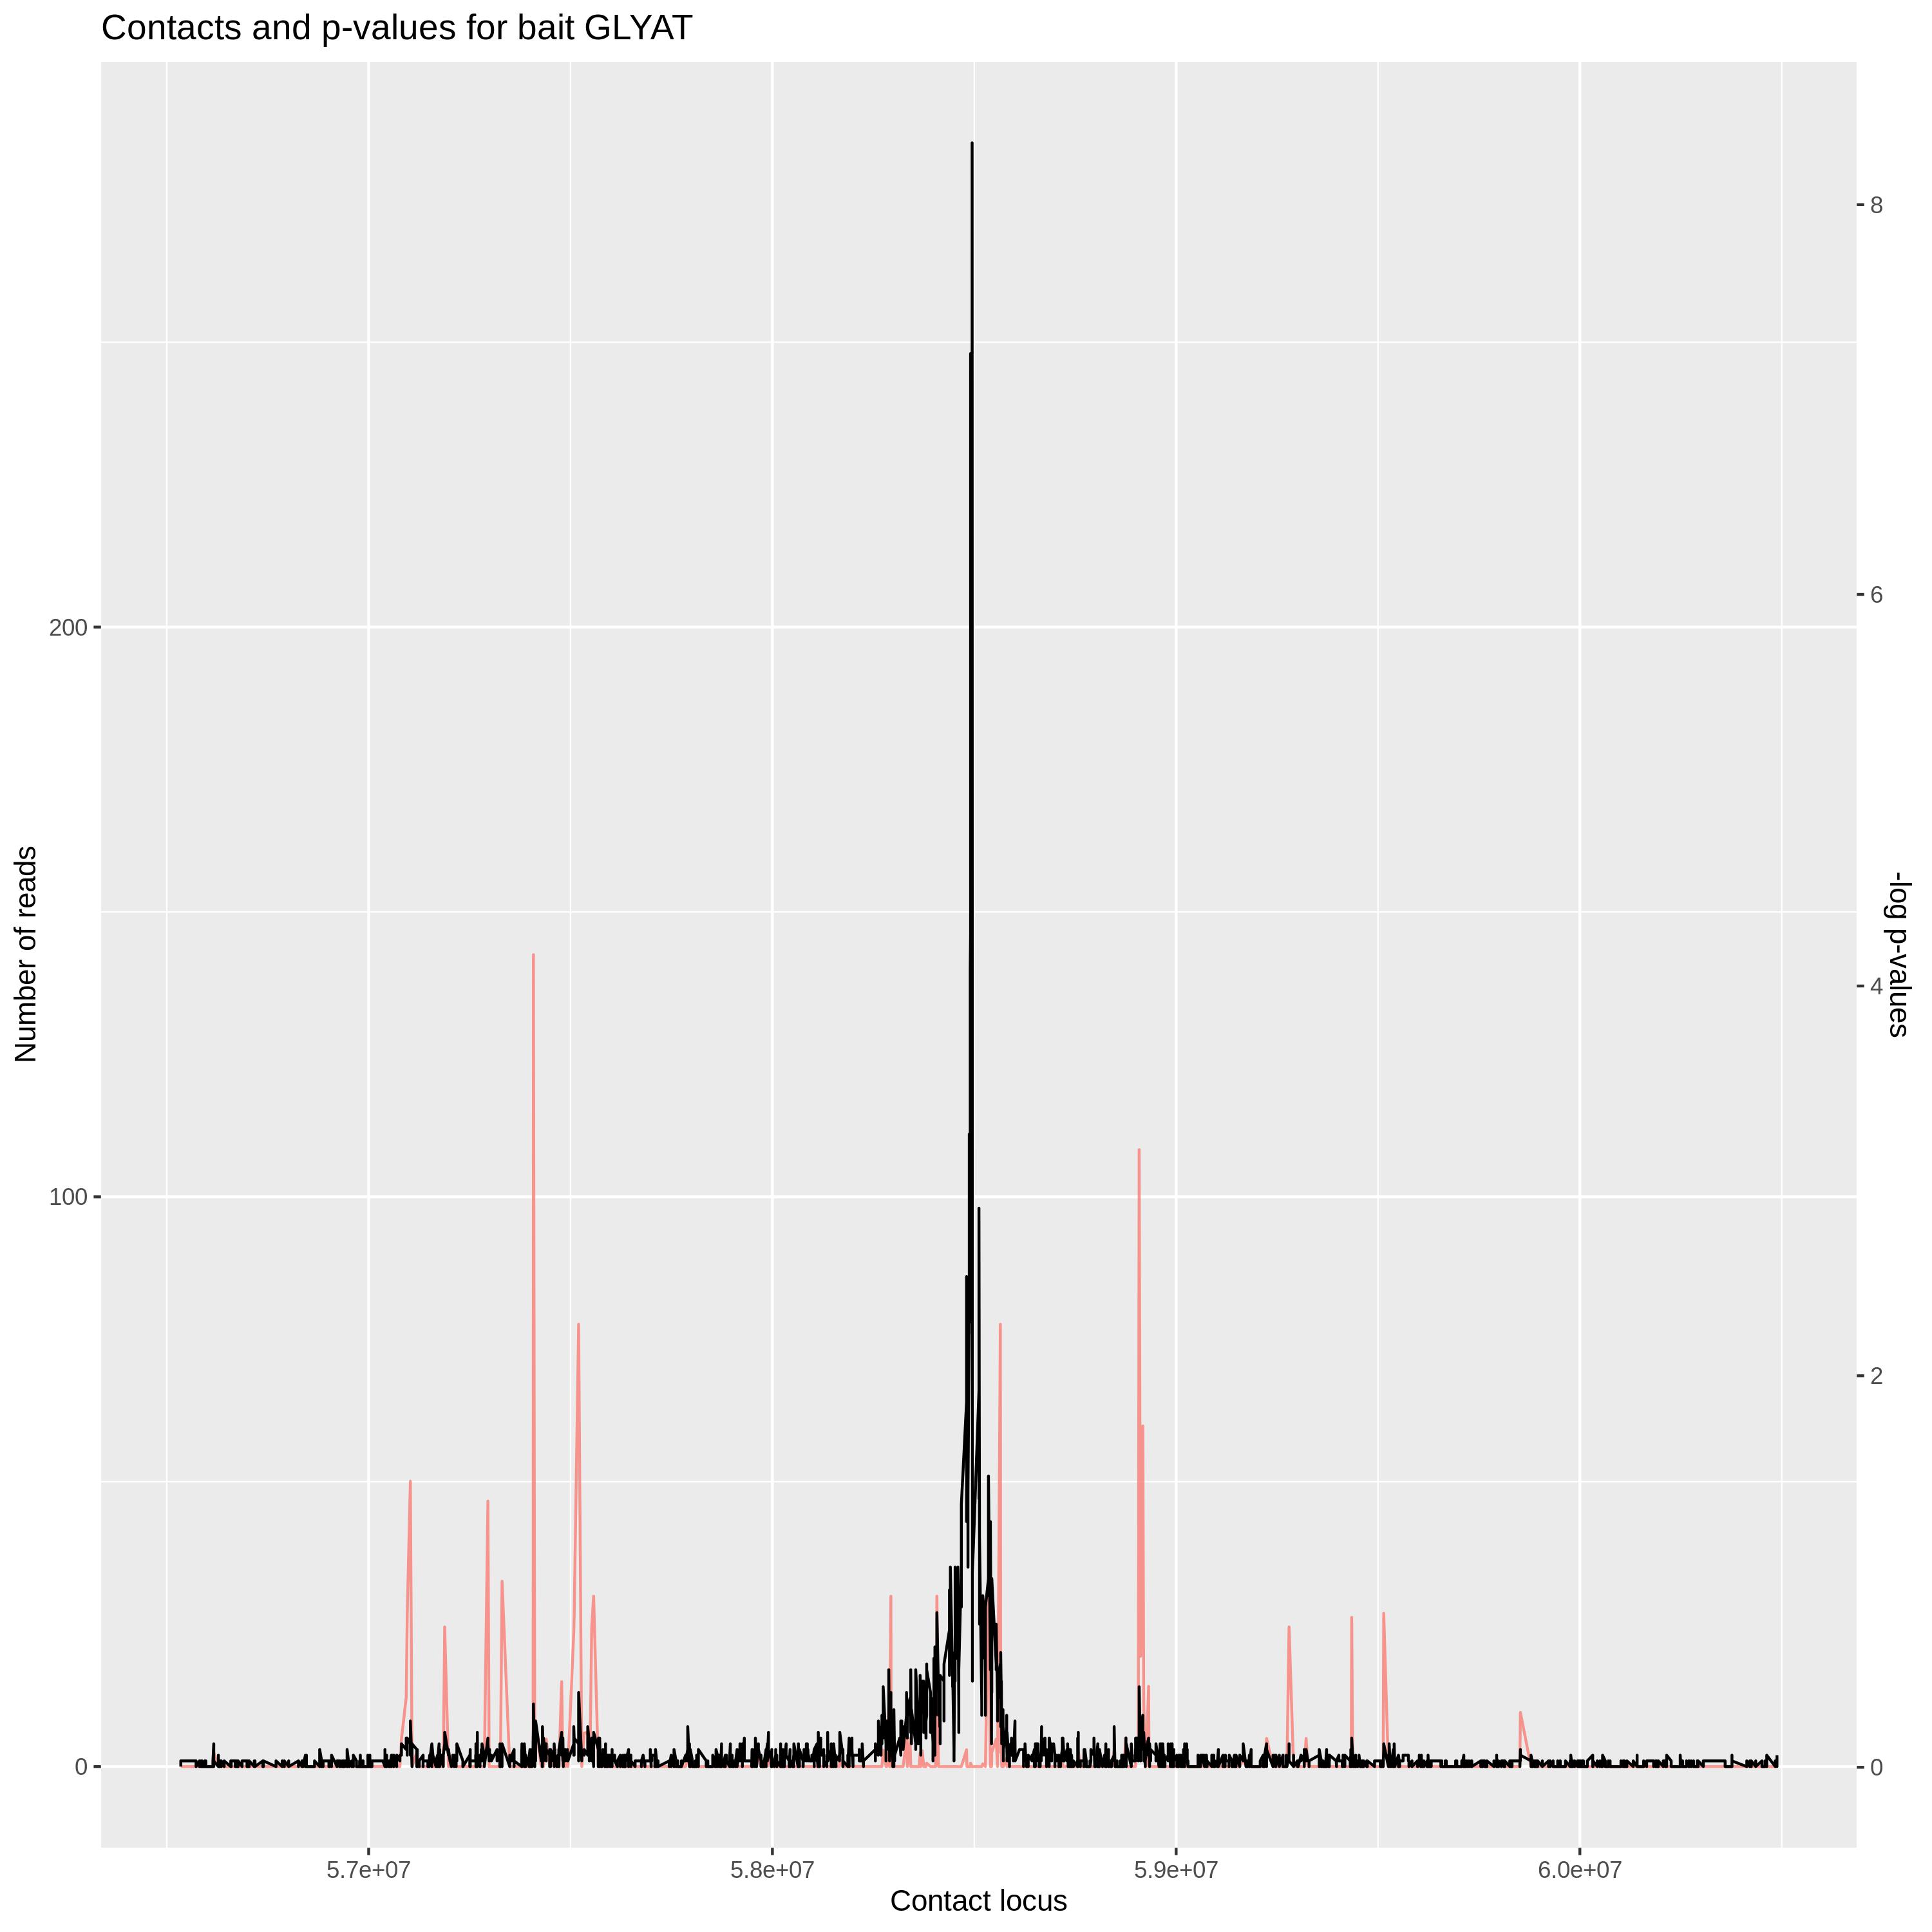 Contacts and p-values for bait GLYAT
Number of reads
200
100
0
8
6
4
2
0
-log p-values
5.7e+07
5.8e+07
5.9e+07
6.0e+07
Contact locus